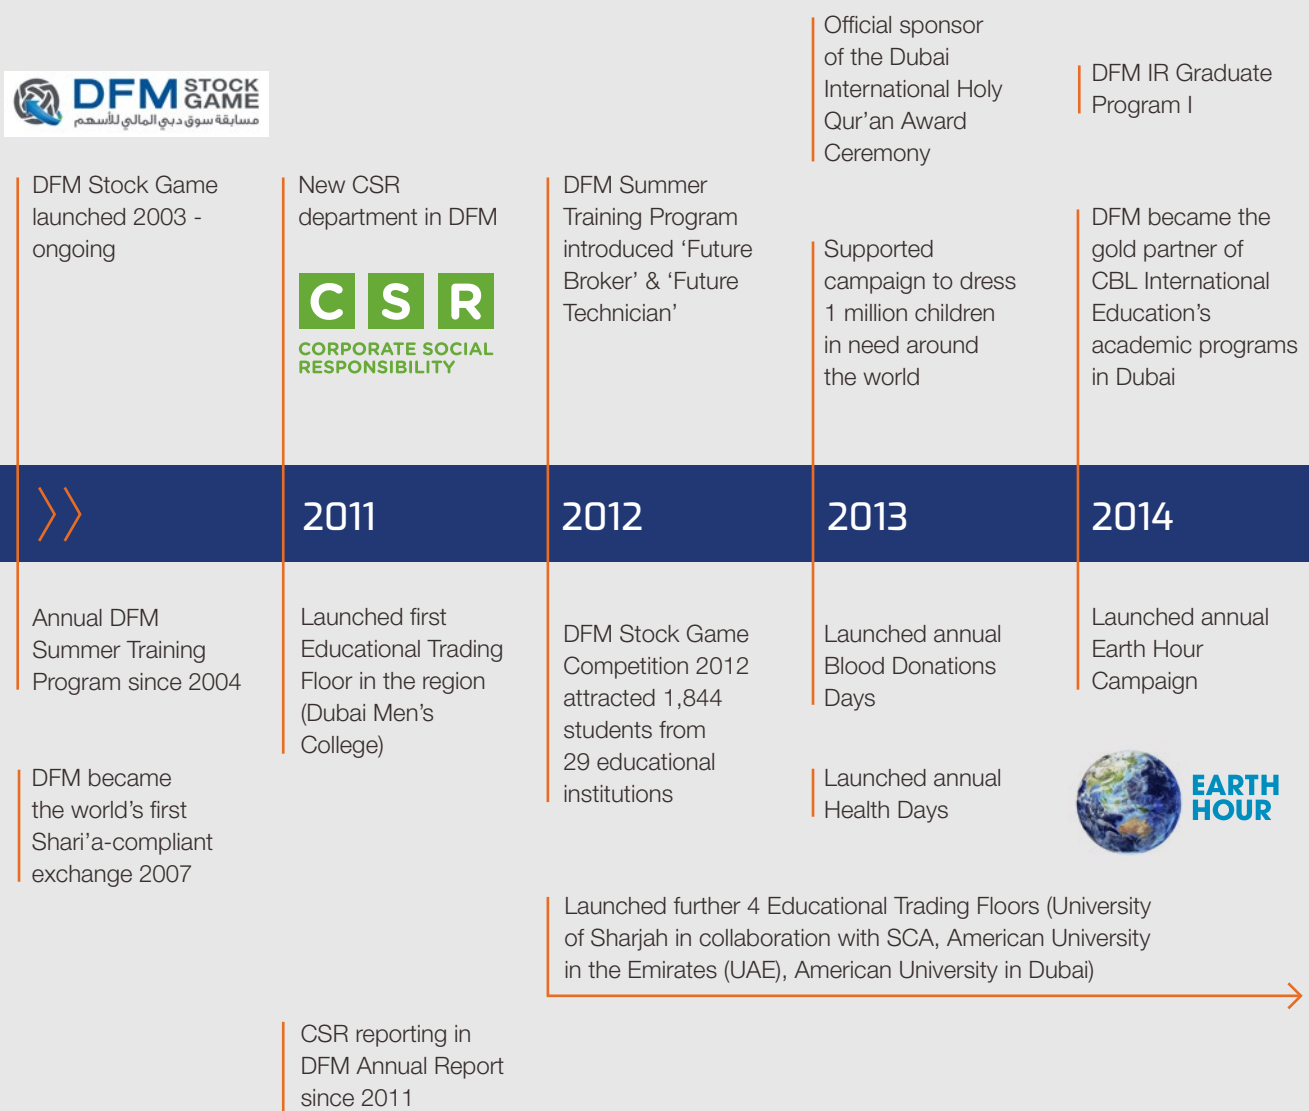 DFM STOCK GAME
مسابقة سوق دبي المالي للأسهم
DFM Stock Game
launched 2003 -
ongoing
New CSR
department in DFM
C S R
CORPORATE SOCIAL
RESPONSIBILITY
DFM Summer
Training Program
introduced ‘Future
Broker’ & ‘Future
Technician’
Official sponsor
of the Dubai
International Holy
Qur’an Award
Ceremony
Supported
campaign to dress
1 million children
in need around
the world
DFM IR Graduate
Program I
DFM became the
gold partner of
CBL International
Education’s
academic programs
in Dubai
2011
2012
2013
2014
Annual DFM
Summer Training
Program since 2004
DFM became
the world’s first
Shari’a-compliant
exchange 2007
Launched first
Educational Trading
Floor in the region
(Dubai Men’s
College)
DFM Stock Game
Competition 2012
attracted 1,844
students from
29 educational
institutions
Launched annual
Blood Donations
Days
Launched annual
Health Days
Launched annual
Earth Hour
Campaign
EARTH
HOUR
Launched further 4 Educational Trading Floors (University
of Sharjah in collaboration with SCA, American University
in the Emirates (UAE), American University in Dubai)
CSR reporting in
DFM Annual Report
since 2011